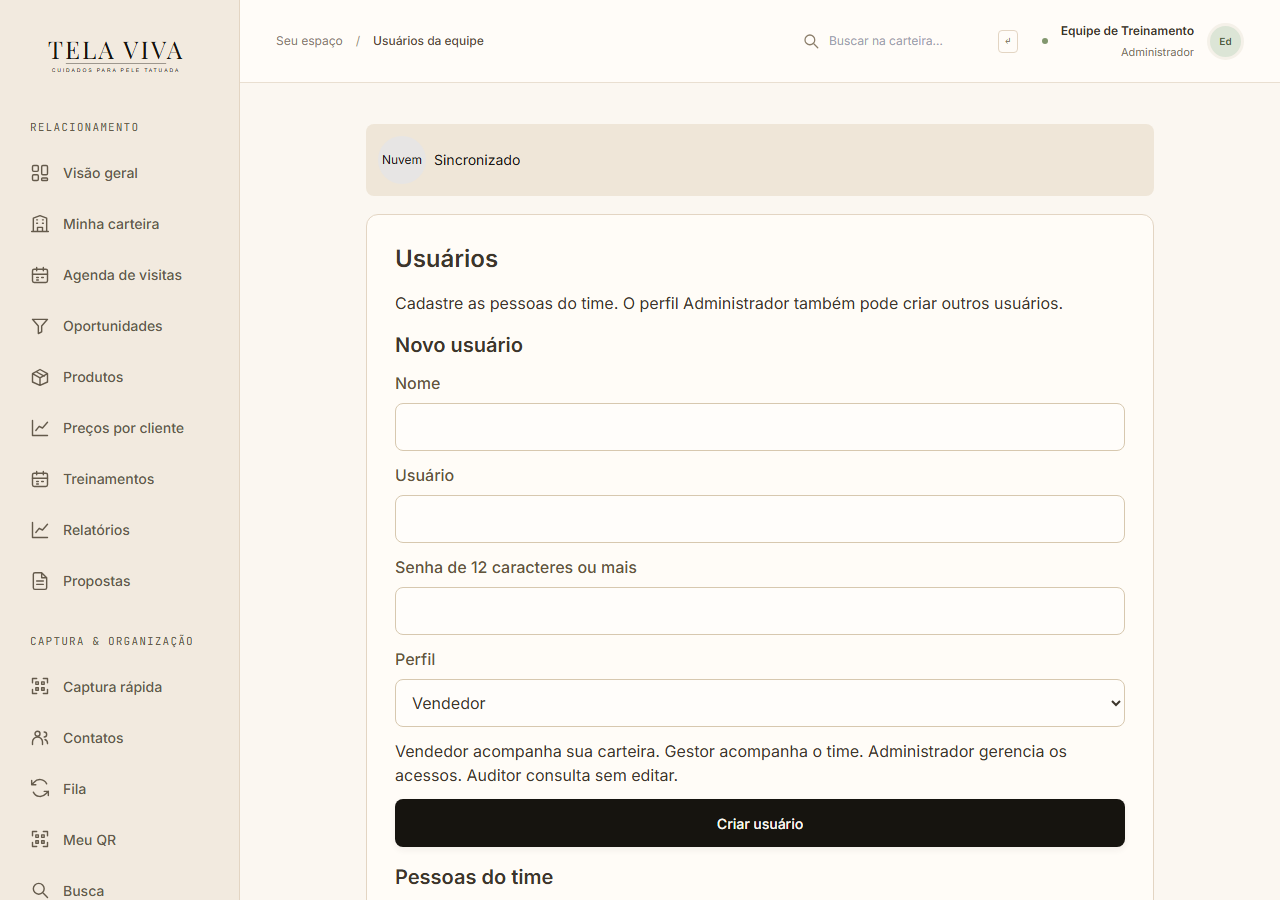 TELA VIVA
CUIDADOS PARA PELE TATUADA
Seu espaço / Usuários da equipe
Buscar na carteira...
↵
Equipe de Treinamento
Administrador
Ed
RELACIONAMENTO
Visão geral
Minha carteira
Agenda de visitas
Oportunidades
Produtos
Preços por cliente
Treinamentos
Relatórios
Propostas
CAPTURA & ORGANIZAÇÃO
Captura rápida
Contatos
Fila
Meu QR
Busca
Nuvem Sincronizado
Usuários
Cadastre as pessoas do time. O perfil Administrador também pode criar outros usuários.
Novo usuário
Nome
Usuário
Senha de 12 caracteres ou mais
Perfil
Vendedor
Vendedor acompanha sua carteira. Gestor acompanha o time. Administrador gerencia os
acessos. Auditor consulta sem editar.
Criar usuário
Pessoas do time